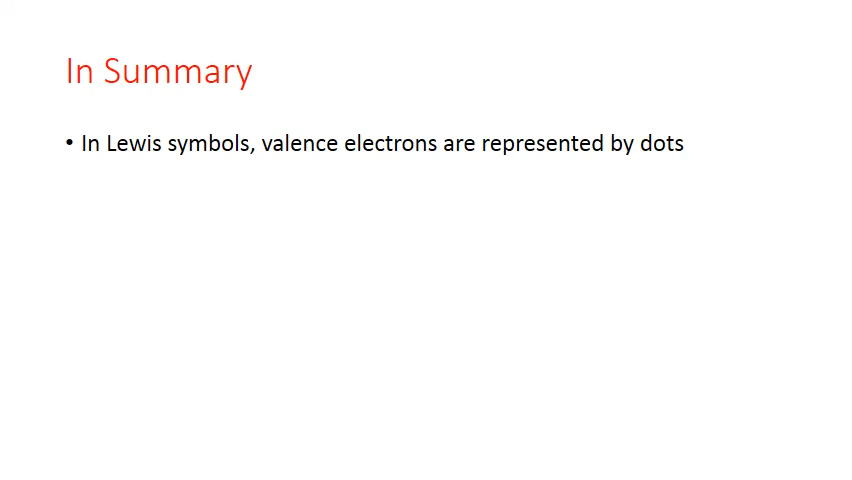 In Summary
• In Lewis symbols, valence electrons are represented by dots